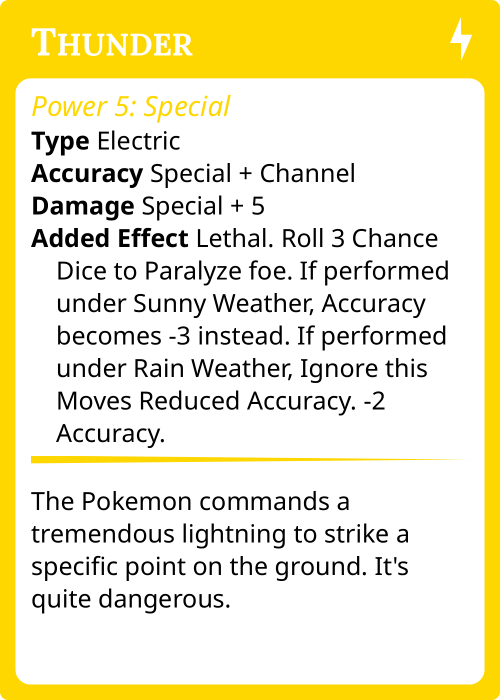 Thunder
Power 5: Special
Type Electric
Accuracy Special + Channel
Damage Special + 5
Added Effect Lethal. Roll 3 Chance
Dice to Paralyze foe. If performed
under Sunny Weather, Accuracy
becomes -3 instead. If performed
under Rain Weather, Ignore this
Moves Reduced Accuracy. -2
Accuracy.
The Pokemon commands a
tremendous lightning to strike a
specific point on the ground. It's
quite dangerous.